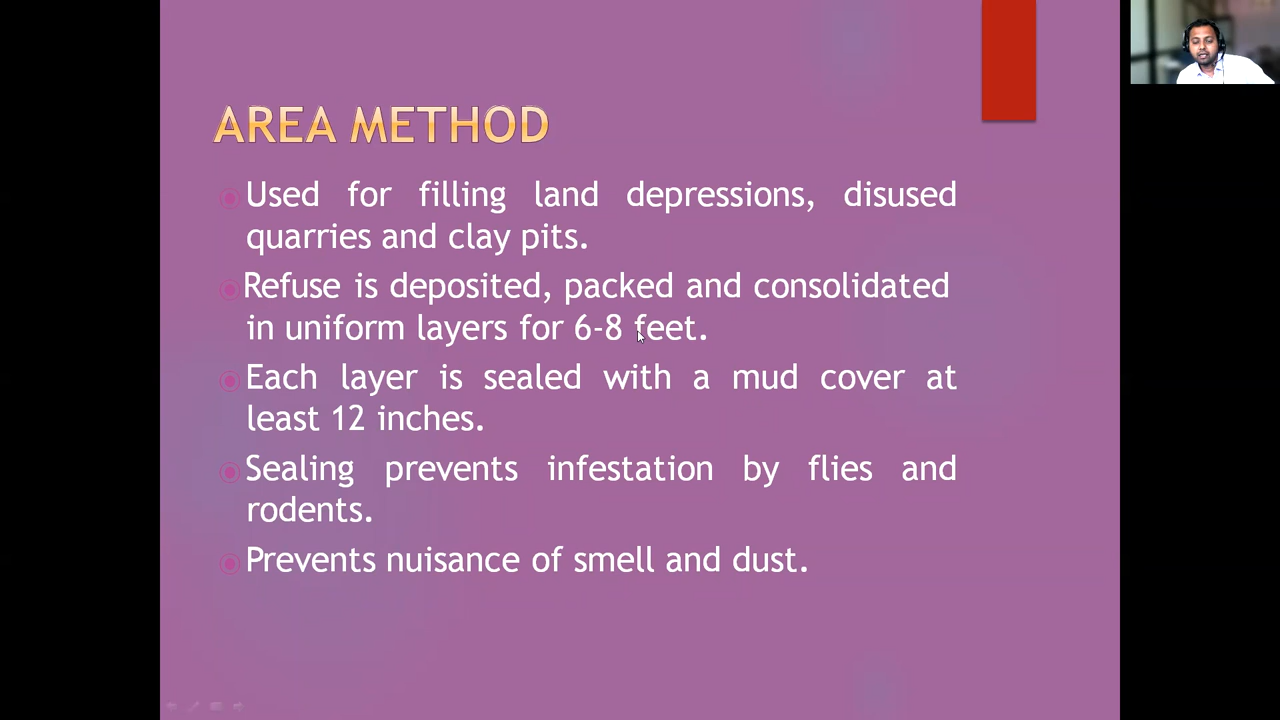 AREA METHOD
Used for filling land depressions, disused
quarries and clay pits.
Refuse is deposited, packed and consolidated
in uniform layers for 6-8 feet.
Each layer is sealed with a mud cover at
least 12 inches.
Sealing prevents infestation by flies and
rodents.
Prevents nuisance of smell and dust.